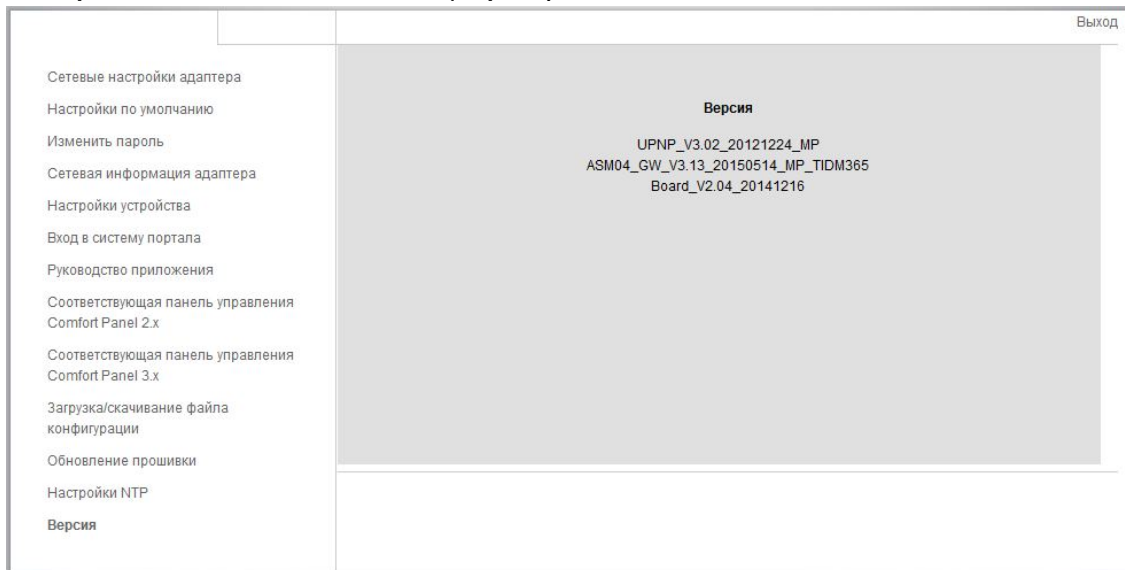 Выход
Сетевые настройки адаптера
Настройки по умолчанию
Изменить пароль
Сетевая информация адаптера
Настройки устройства
Вход в систему портала
Руководство приложения
Соответствующая панель управления
Comfort Panel 2.x
Соответствующая панель управления
Comfort Panel 3.x
Загрузка/скачивание файла
конфигурации
Обновление прошивки
Настройки NTP
Версия
Версия
UPNP_V3.02_20121224_MP
ASM04_GW_V3.13_20150514_MP_TIDM365
Board_V2.04_20141216